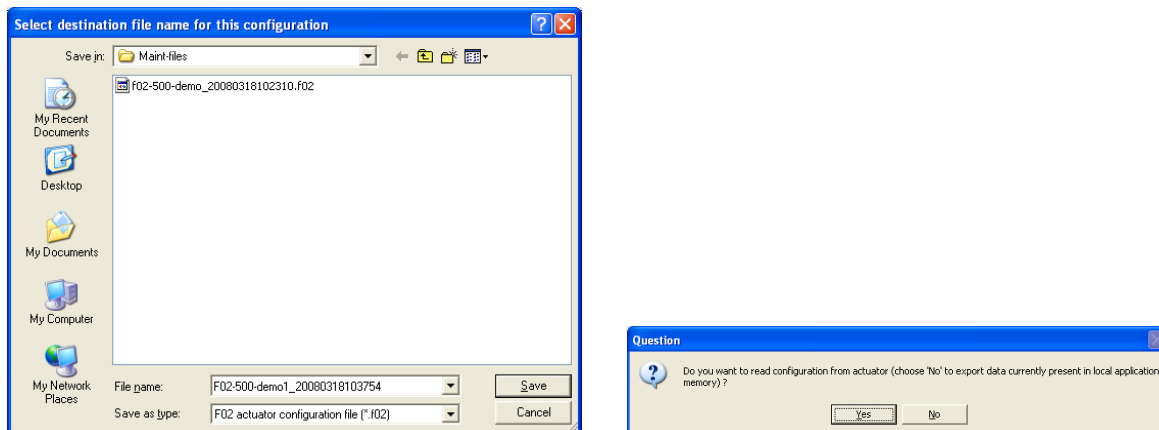 Select destination file name for this configuration
Save in:
Maint-files
f02-500-demo_20080318102310.f02
My Recent
Documents
Desktop
My Documents
My Computer
My Network
Places
File name:
F02-500-demo1_20080318103754
Save
Save as type:
F02 actuator configuration file (*.f02)
Cancel
Question
Do you want to read configuration from actuator (choose 'No' to export data currently present in local application
memory) ?
Yes
No